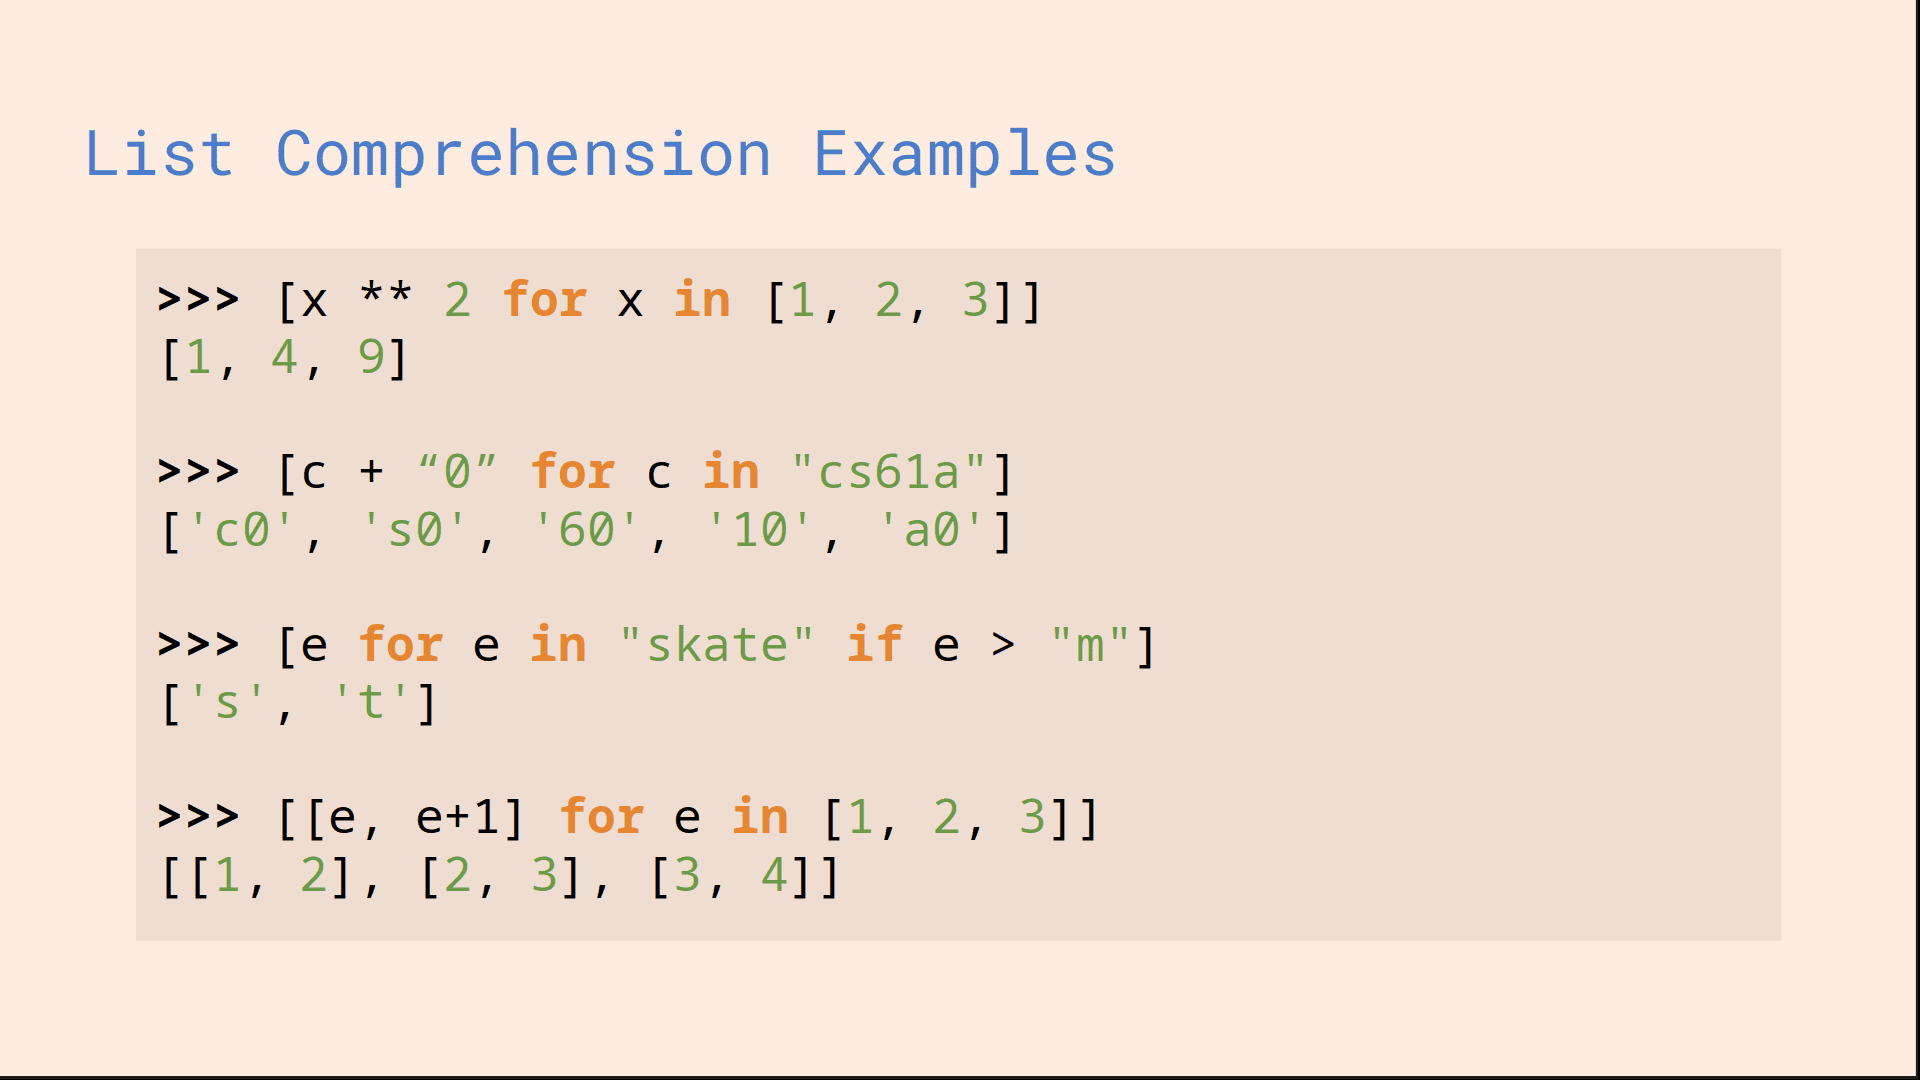 List Comprehension Examples
>>> [x ** 2 for x in [1, 2, 3]]
[1, 4, 9]
>>> [c + “0” for c in "cs61a"]
['c0', 's0', '60', '10', 'a0']
>>> [e for e in "skate" if e > "m"]
['s', 't']
>>> [[e, e+1] for e in [1, 2, 3]]
[[1, 2], [2, 3], [3, 4]]